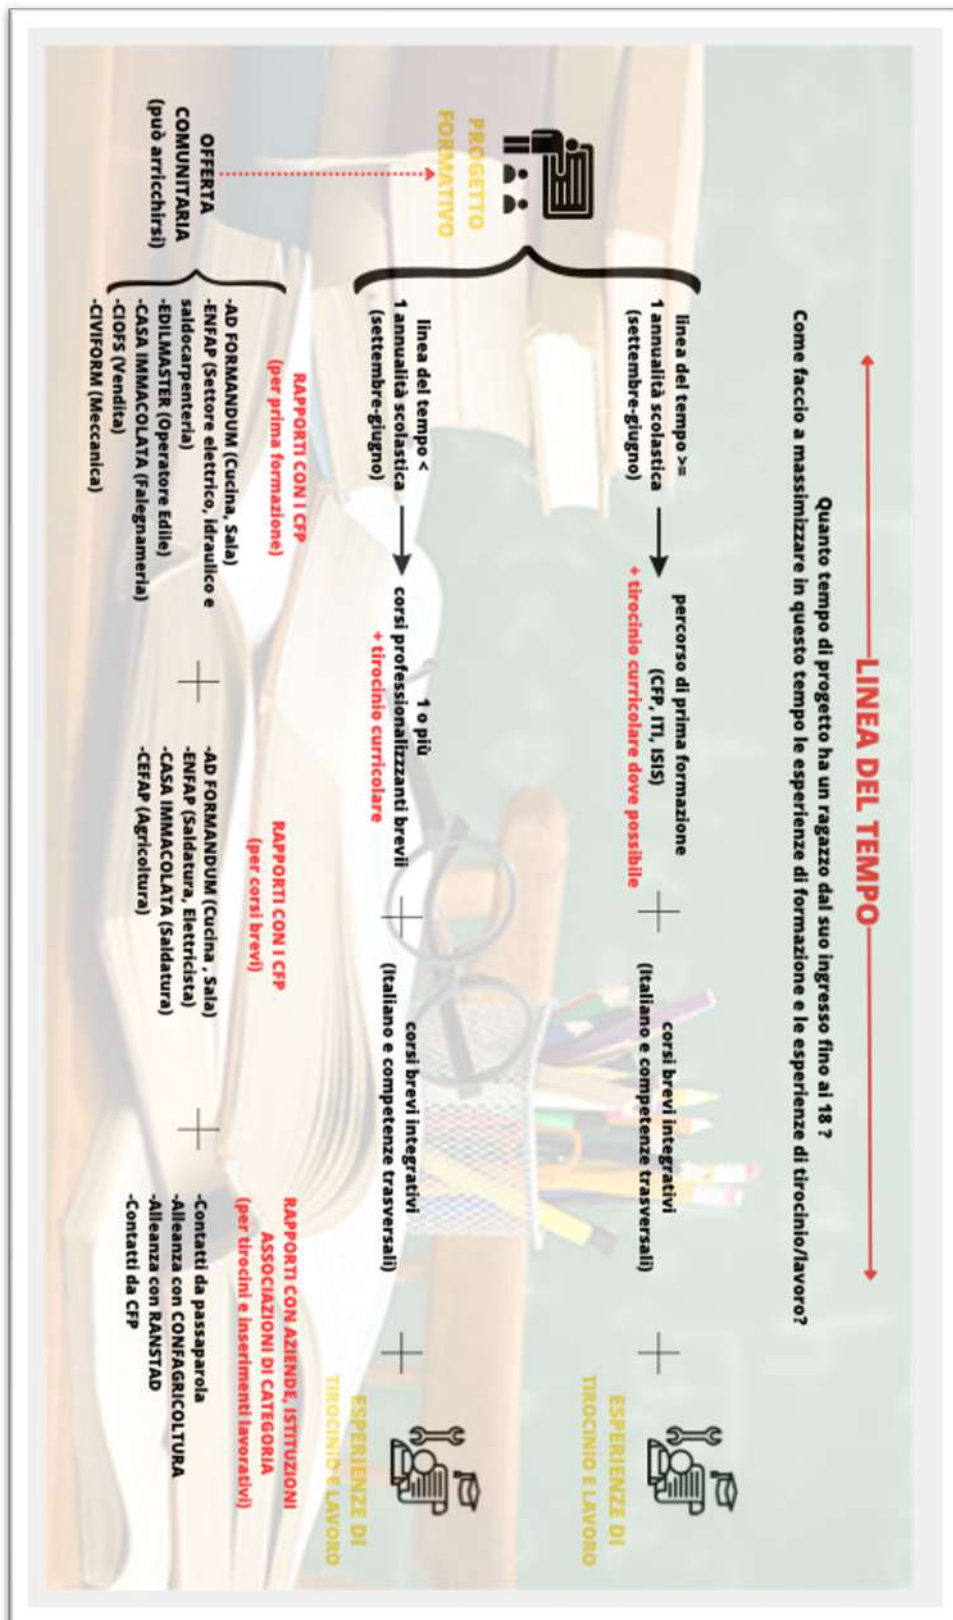 LINEA DEL TEMPO
Quanto tempo di progetto ha un ragazzo dal suo ingresso fino ai 18 ?
Come faccio a massimizzare in questo tempo le esperienze di formazione e le esperienze di tirocinio/lavoro?
PROGETTO
FORMATIVO
linea del tempo >=
1 annualità scolastica
(settembre-giugno)
percorso di prima formazione
(CFP, ITI, ISIS)
+ tirocinio curricolare dove possibile
corsi brevi integrativi
(Italiano e competenze trasversali)
ESPERIENZE DI
TIROCINIO E LAVORO
linea del tempo <
1 annualità scolastica
(settembre-giugno)
1 o più
corsi professionalizzzanti brevii
+ tirocinio curricolare
corsi brevi integrativi
(Italiano e competenze trasversali)
ESPERIENZE DI
TIROCINIO E LAVORO
OFFERTA
COMUNITARIA
(può arricchirsi)
RAPPORTI CON I CFP
(per prima formazione)
-AD FORMANDUM (Cucina, Sala)
-ENFAP (Settore elettrico, idraulico e
saldocarpenteria)
-EDILMASTER (Operatore Edile)
-CASA IMMACOLATA (Falegnameria)
-CIOFS (Vendita)
-CIVIFORM (Meccanica)
RAPPORTI CON I CFP
(per corsi brevi)
-AD FORMANDUM (Cucina , Sala)
-ENFAP (Saldatura, Elettricista)
-CASA IMMACOLATA (Saldatura)
-CEFAP (Agricoltura)
RAPPORTI CON AZIENDE, ISTITUZIONI
ASSOCIAZIONI DI CATEGORIA
(per tirocini e inserimenti lavorativi)
-Contatti da passaparola
-Alleanza con CONFAGRICOLTURA
-Alleanza con RANSTAD
-Contatti da CFP